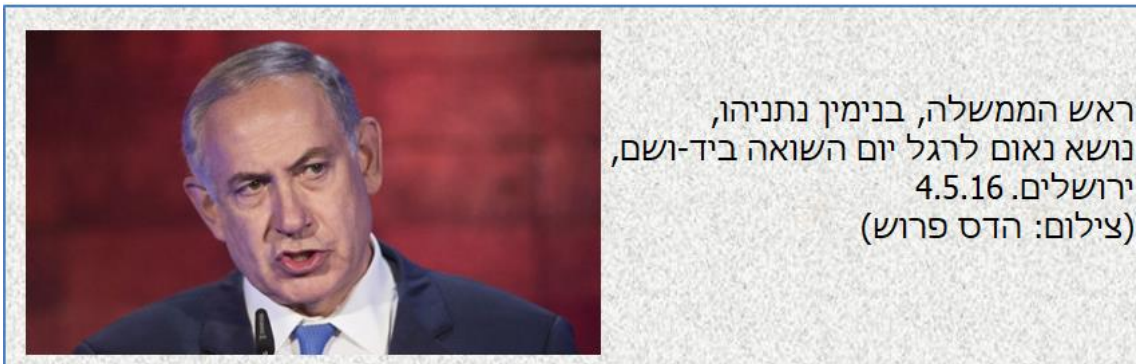 ראש הממשלה, בנימין נתניהו,
נושא נאום לרגל יום השואה ביד-ושם,
ירושלים. 4.5.16
(צילום: הדס פרוש)